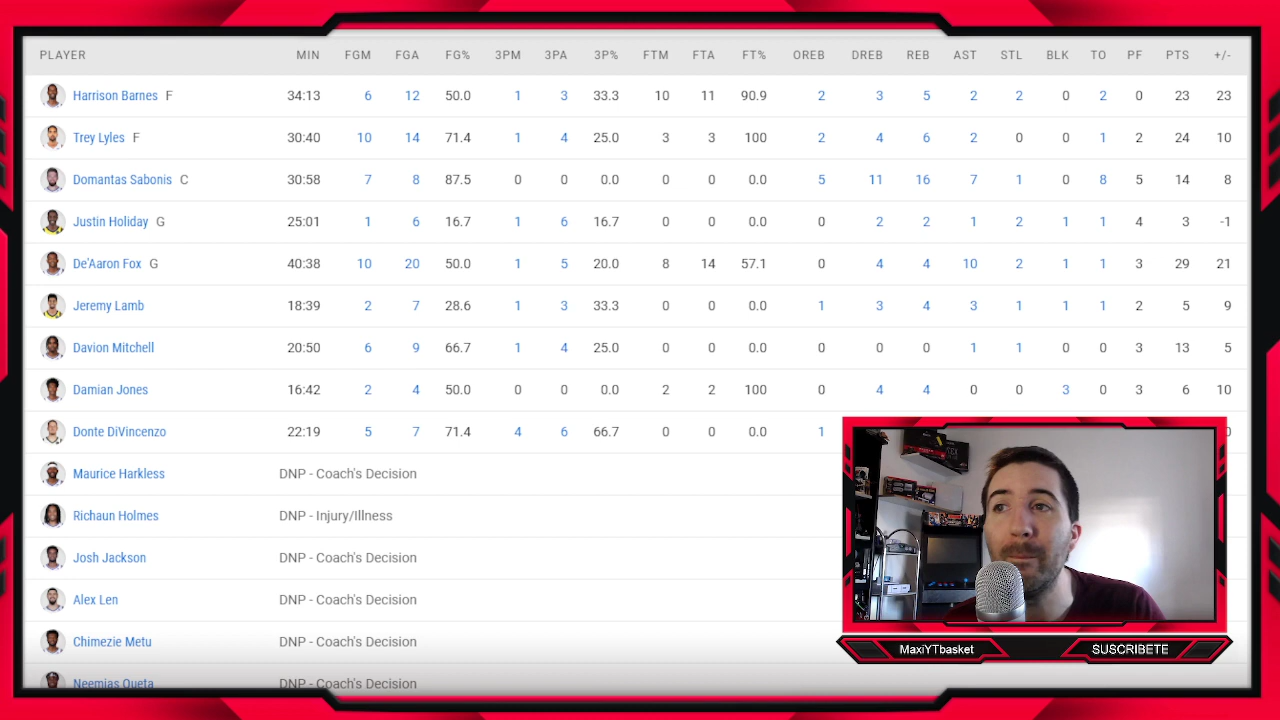 PLAYER MIN FGM FGA FG% 3PM 3PA 3P% FTM FTA FT% OREB DREB REB AST STL BLK TO PF PTS +/-
Harrison Barnes F 34:13 6 12 50.0 1 3 33.3 10 11 90.9 2 3 5 2 2 0 2 0 23 23
Trey Lyles F 30:40 10 14 71.4 1 4 25.0 3 3 100 2 4 6 2 0 0 1 2 24 10
Domantas Sabonis C 30:58 7 8 87.5 0 0 0.0 0 0 0.0 5 11 16 7 1 0 8 5 14 8
Justin Holiday G 25:01 1 6 16.7 1 6 16.7 0 0 0.0 0 2 2 1 2 1 1 4 3 -1
De'Aaron Fox G 40:38 10 20 50.0 1 5 20.0 8 14 57.1 0 4 4 10 2 1 1 3 29 21
Jeremy Lamb 18:39 2 7 28.6 1 3 33.3 0 0 0.0 1 3 4 3 1 1 1 2 5 9
Davion Mitchell 20:50 6 9 66.7 1 4 25.0 0 0 0.0 0 0 0 1 1 0 0 3 13 5
Damian Jones 16:42 2 4 50.0 0 0 0.0 2 2 100 0 4 4 0 0 3 0 3 6 10
Donte DiVincenzo 22:19 5 7 71.4 4 6 66.7 0 0 0.0 1
Maurice Harkless DNP - Coach's Decision
Richaun Holmes DNP - Injury/Illness
Josh Jackson DNP - Coach's Decision
Alex Len DNP - Coach's Decision
Chimezie Metu DNP - Coach's Decision
Neemias Queta DNP - Coach's Decision
MaxiYTbasket SUSCRIBETE